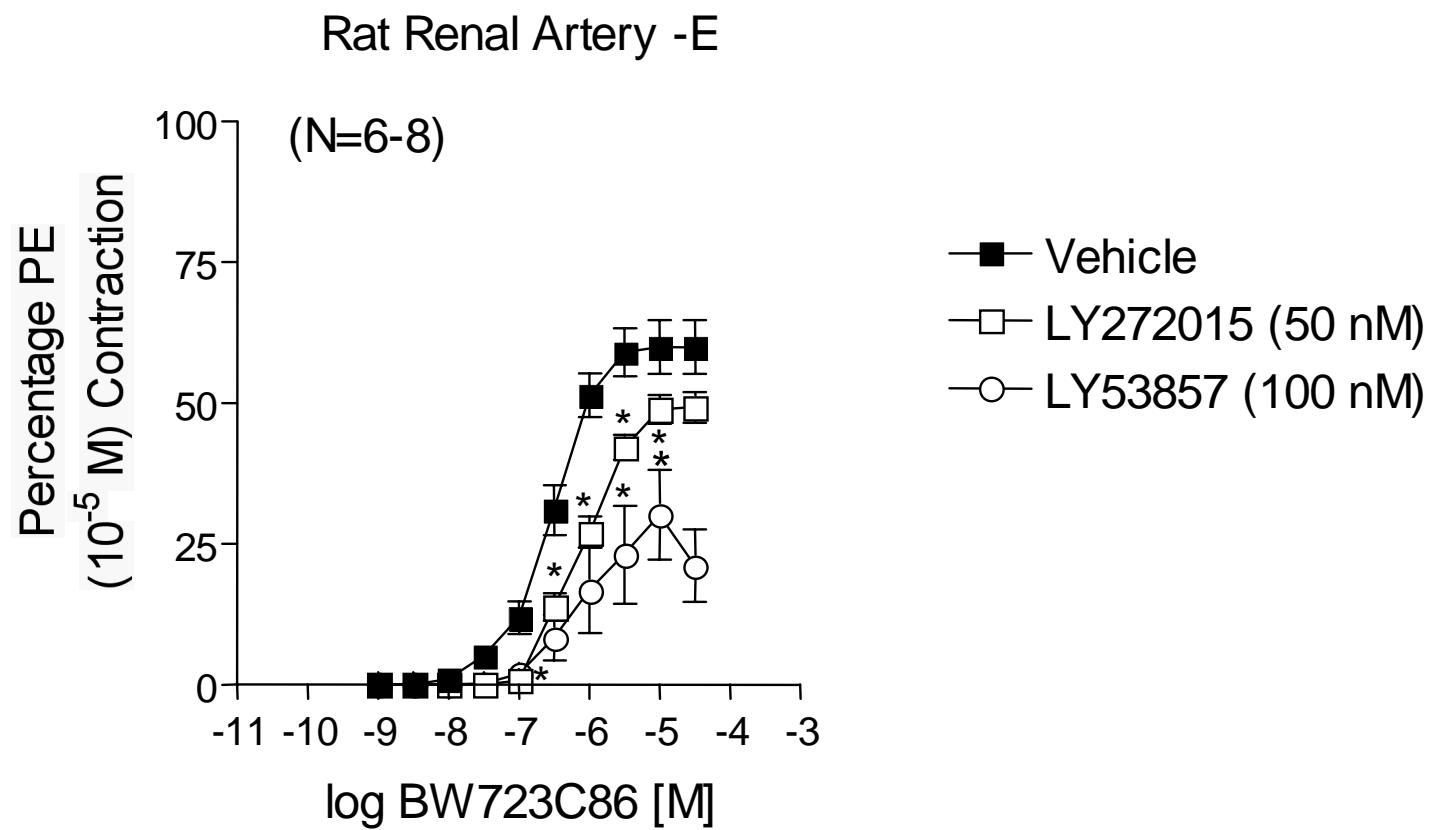 Rat Renal Artery -E
(N=6-8)
Percentage PE
(10-5 M) Contraction
100
75
50
25
0
* * * * * * * *
-11 -10 -9 -8 -7 -6 -5 -4 -3
log BW723C86 [M]
Vehicle
LY272015 (50 nM)
LY53857 (100 nM)